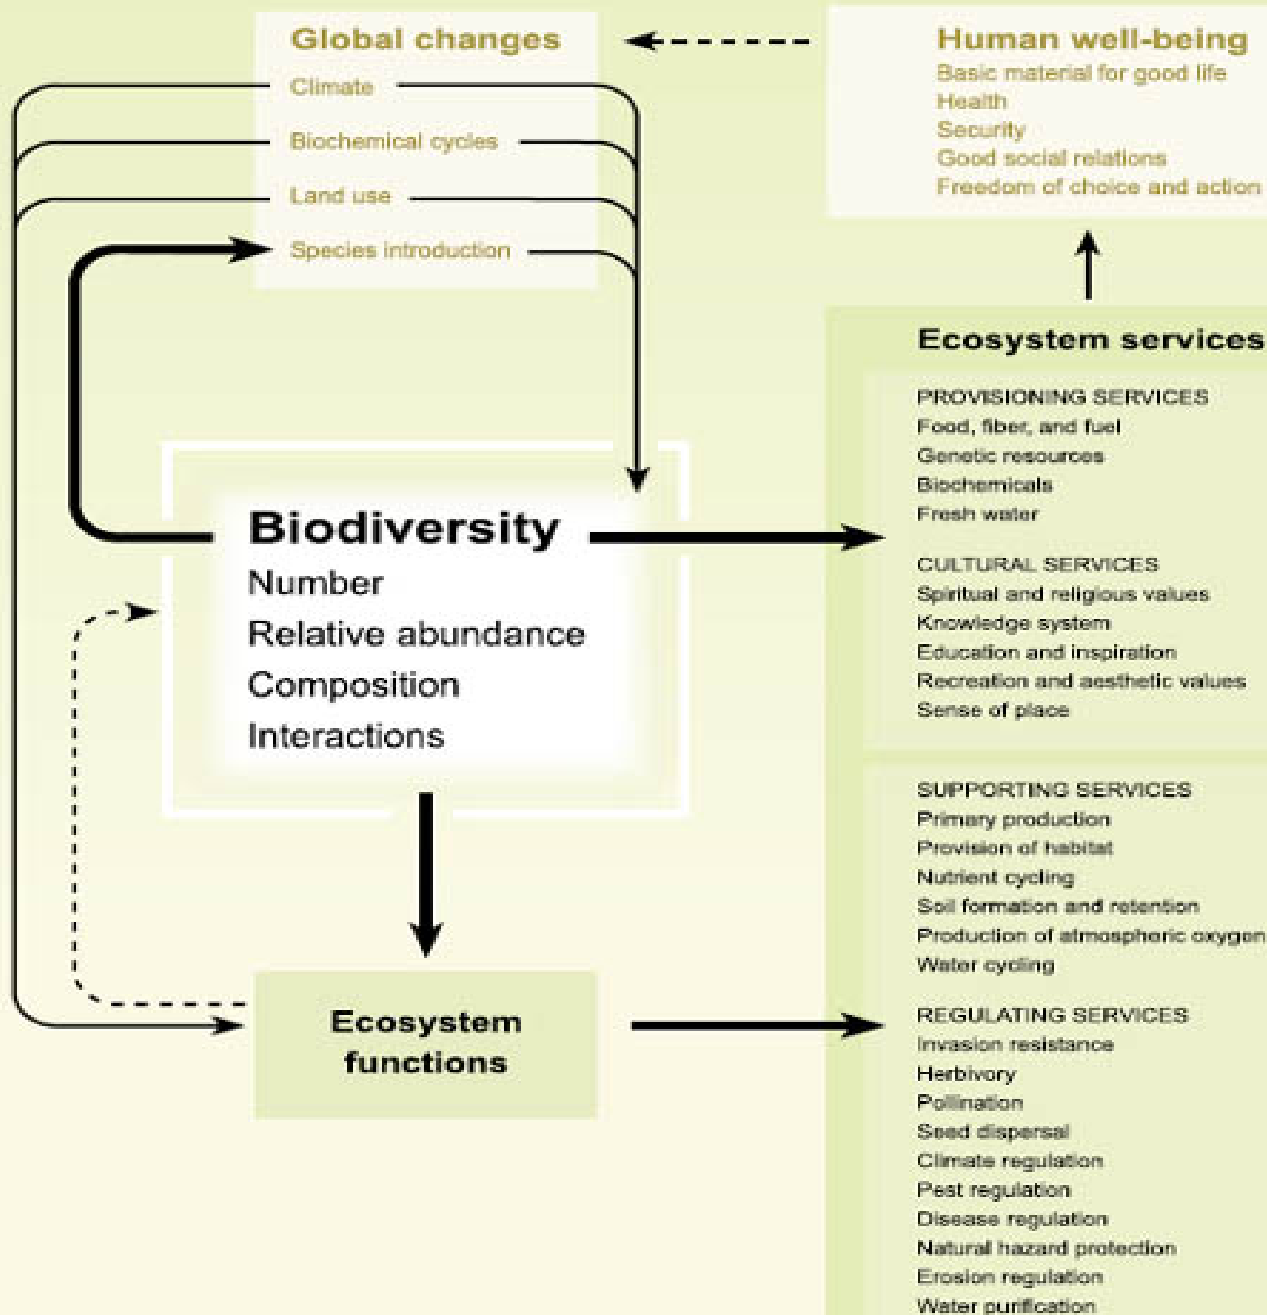 Global changes
Climate
Biochemical cycles
Land use
Species introduction
Human well-being
Basic material for good life
Health
Security
Good social relations
Freedom of choice and action
Biodiversity
Number
Relative abundance
Composition
Interactions
Ecosystem
functions
Ecosystem services
PROVISIONING SERVICES
Food, fiber, and fuel
Genetic resources
Biochemicals
Fresh water
CULTURAL SERVICES
Spiritual and religious values
Knowledge system
Education and inspiration
Recreation and aesthetic values
Sense of place
SUPPORTING SERVICES
Primary production
Provision of habitat
Nutrient cycling
Soil formation and retention
Production of atmospheric oxygen
Water cycling
REGULATING SERVICES
Invasion resistance
Herbivory
Pollination
Seed dispersal
Climate regulation
Pest regulation
Disease regulation
Natural hazard protection
Erosion regulation
Water purification